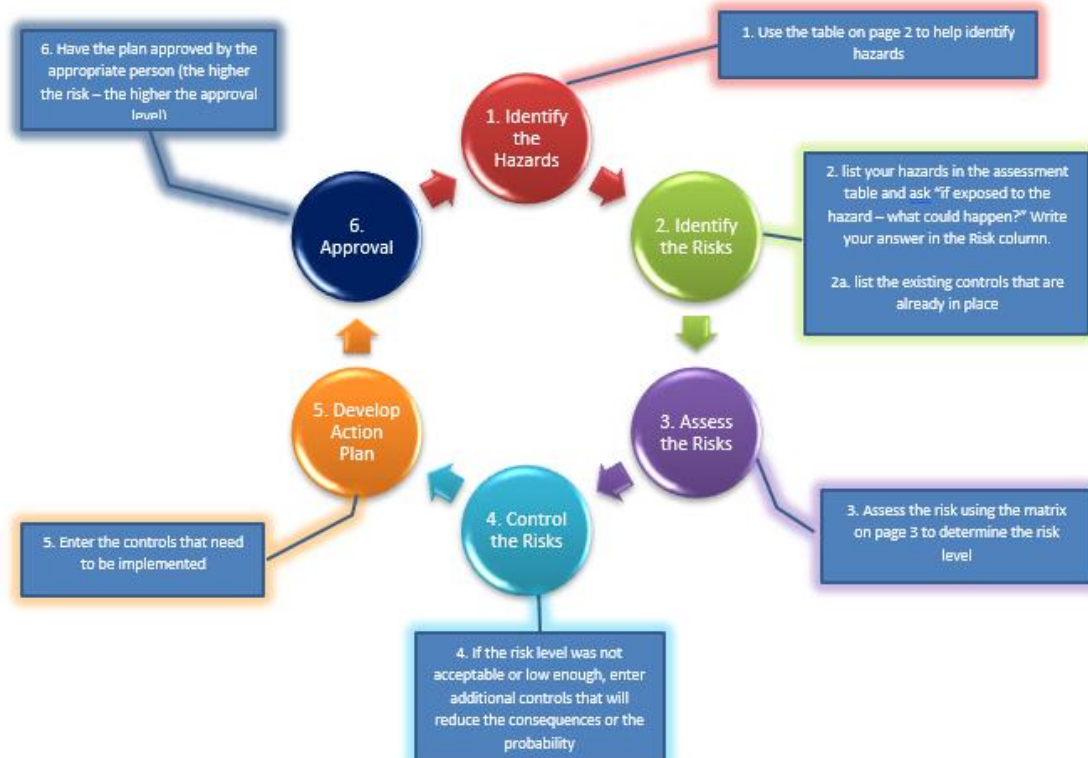 1. Use the table on page 2 to help identify
hazards
6. Have the plan approved by the
appropriate person (the higher
the risk – the higher the approval
level)
1. Identify
the
Hazards
2. list your hazards in the assessment
table and ask "if exposed to the
hazard – what could happen?" Write
your answer in the Risk column.
2a. list the existing controls that are
already in place
2. Identify
the Risks
6.
Approval
3. Assess
the Risks
5. Develop
Action
Plan
4. Control
the Risks
3. Assess the risk using the matrix
on page 3 to determine the risk
level
5. Enter the controls that need
to be implemented
4. If the risk level was not
acceptable or low enough, enter
additional controls that will
reduce the consequences or the
probability